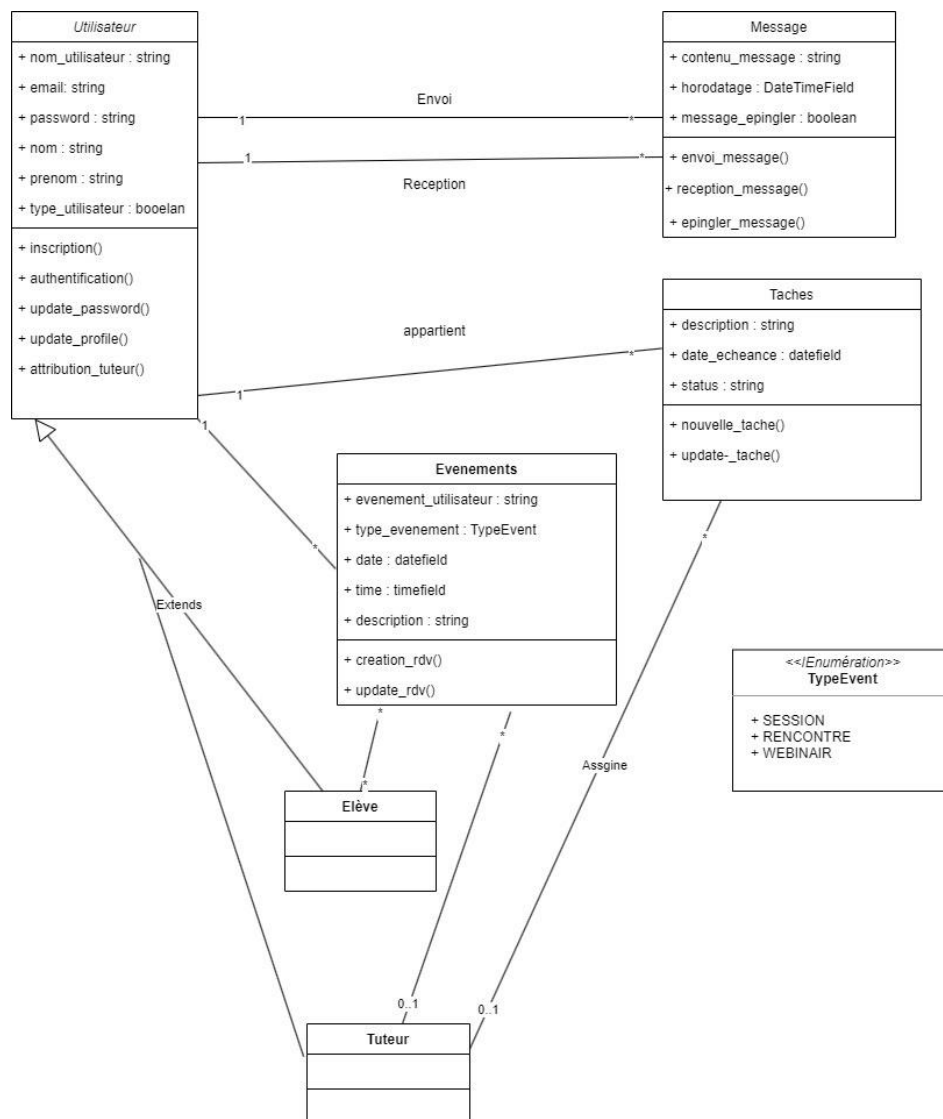 Utilisateur
+ nom_utilisateur : string
+ email: string
+ password : string
+ nom : string
+ prenom : string
+ type_utilisateur : booelan
+ inscription()
+ authentification()
+ update_password()
+ update_profile()
+ attribution_tuteur()
Message
+ contenu_message : string
+ horodatage : DateTimeField
+ message_epingler : boolean
+ envoi_message()
+ reception_message()
+ epingler_message()
Envoi
1
*
1
*
Reception
Taches
+ description : string
+ date_echeance : datefield
+ status : string
+ nouvelle_tache()
+ update-_tache()
appartient
1
*
1
*
Evenements
+ evenement_utilisateur : string
+ type_evenement : TypeEvent
+ date : datefield
+ time : timefield
+ description : string
+ creation_rdv()
+ update_rdv()
Extends
*
*
*
0..1
*
Assgine
0..1
<<IEnumération>>
TypeEvent
+ SESSION
+ RENCONTRE
+ WEBINAIR
Elève
Tuteur